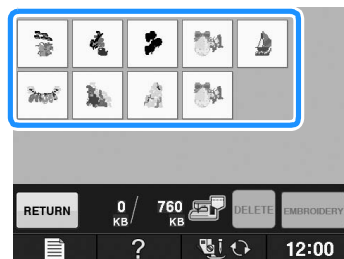 RETURN
0 KB / 760 KB
DELETE
EMBROIDERY
?
12:00